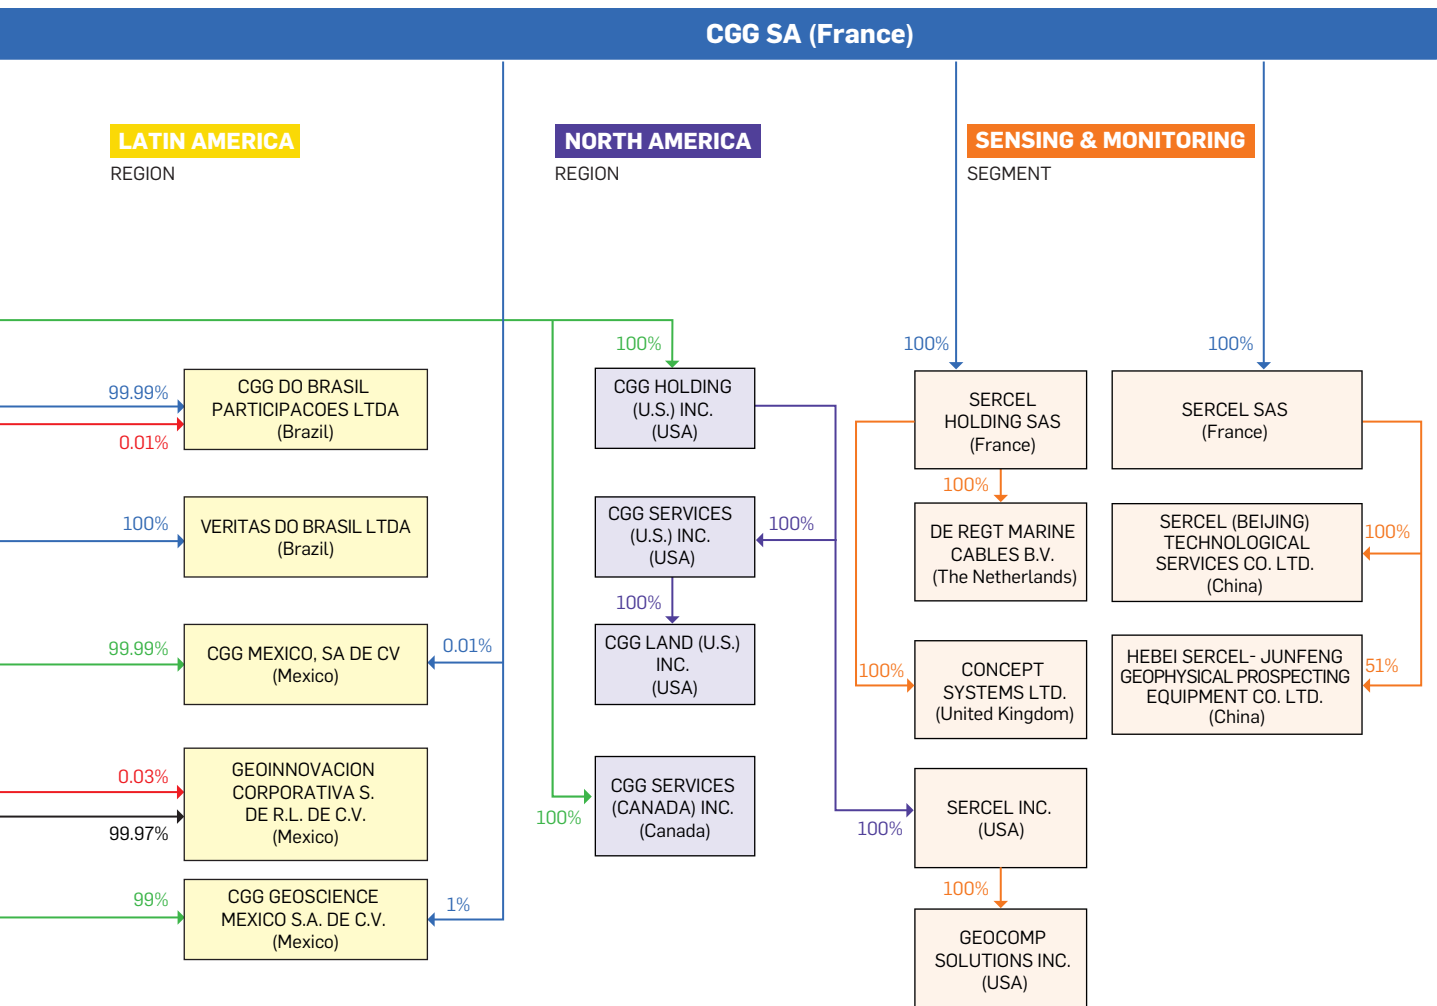 CGG SA (France)
LATIN AMERICA
REGION
NORTH AMERICA
REGION
SENSING & MONITORING
SEGMENT
99.99%
0.01%
CGG DO BRASIL
PARTICIPACOES LTDA
(Brazil)
100%
VERITAS DO BRASIL LTDA
(Brazil)
99.99%
CGG MEXICO, SA DE CV
(Mexico)
0.01%
0.03%
99.97%
GEOINNOVACION
CORPORATIVA S.
DE R.L. DE C.V.
(Mexico)
99%
CGG GEOSCIENCE
MEXICO S.A. DE C.V.
(Mexico)
1%
100%
CGG HOLDING
(U.S.) INC.
(USA)
CGG SERVICES
(U.S.) INC.
(USA)
100%
100%
CGG LAND (U.S.)
INC.
(USA)
100%
CGG SERVICES
(CANADA) INC.
(Canada)
100%
SERCEL
HOLDING SAS
(France)
100%
DE REGT MARINE
CABLES B.V.
(The Netherlands)
100%
CONCEPT
SYSTEMS LTD.
(United Kingdom)
100%
SERCEL INC.
(USA)
100%
GEOCOMP
SOLUTIONS INC.
(USA)
100%
SERCEL SAS
(France)
SERCEL (BEIJING)
TECHNOLOGICAL
SERVICES CO. LTD.
(China)
100%
HEBEI SERCEL- JUNFENG
GEOPHYSICAL PROSPECTING
EQUIPMENT CO. LTD.
(China)
51%